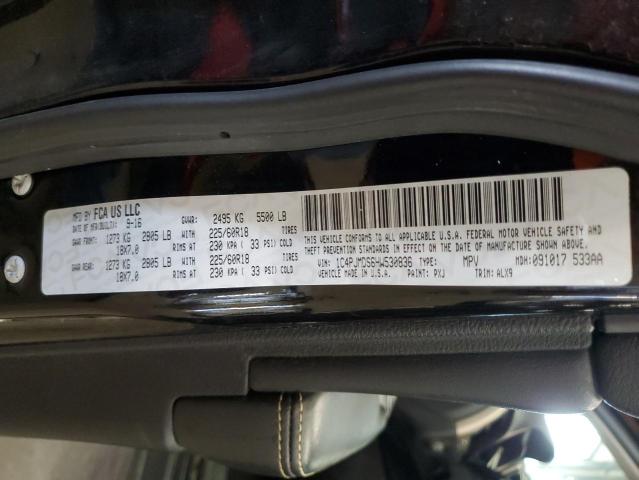 MFD BY FCA US LLC
DATE OF MFR(BUILT): 9-16 GVWR: 2495 KG 5500 LB
GAWR FRONT: 1273 KG 2805 LB WITH 225/60R18 TIRES
18X7.0 RIMS AT 230 KPA ( 33 PSI) COLD
GAWR REAR: 1273 KG 2805 LB WITH 225/60R18 TIRES
18X7.0 RIMS AT 230 KPA ( 33 PSI) COLD
THIS VEHICLE CONFORMS TO ALL APPLICABLE U.S. FEDERAL MOTOR VEHICLE SAFETY AND
THEFT PREVENTION STANDARDS IN EFFECT ON THE DATE OF MANUFACTURE SHOWN ABOVE.
VIN: 1C4PJMDS6HW530836 TYPE: MPV MDH: 091017 533AA
VEHICLE MADE IN U.S.A. PAINT: PXJ TRIM: ALX9